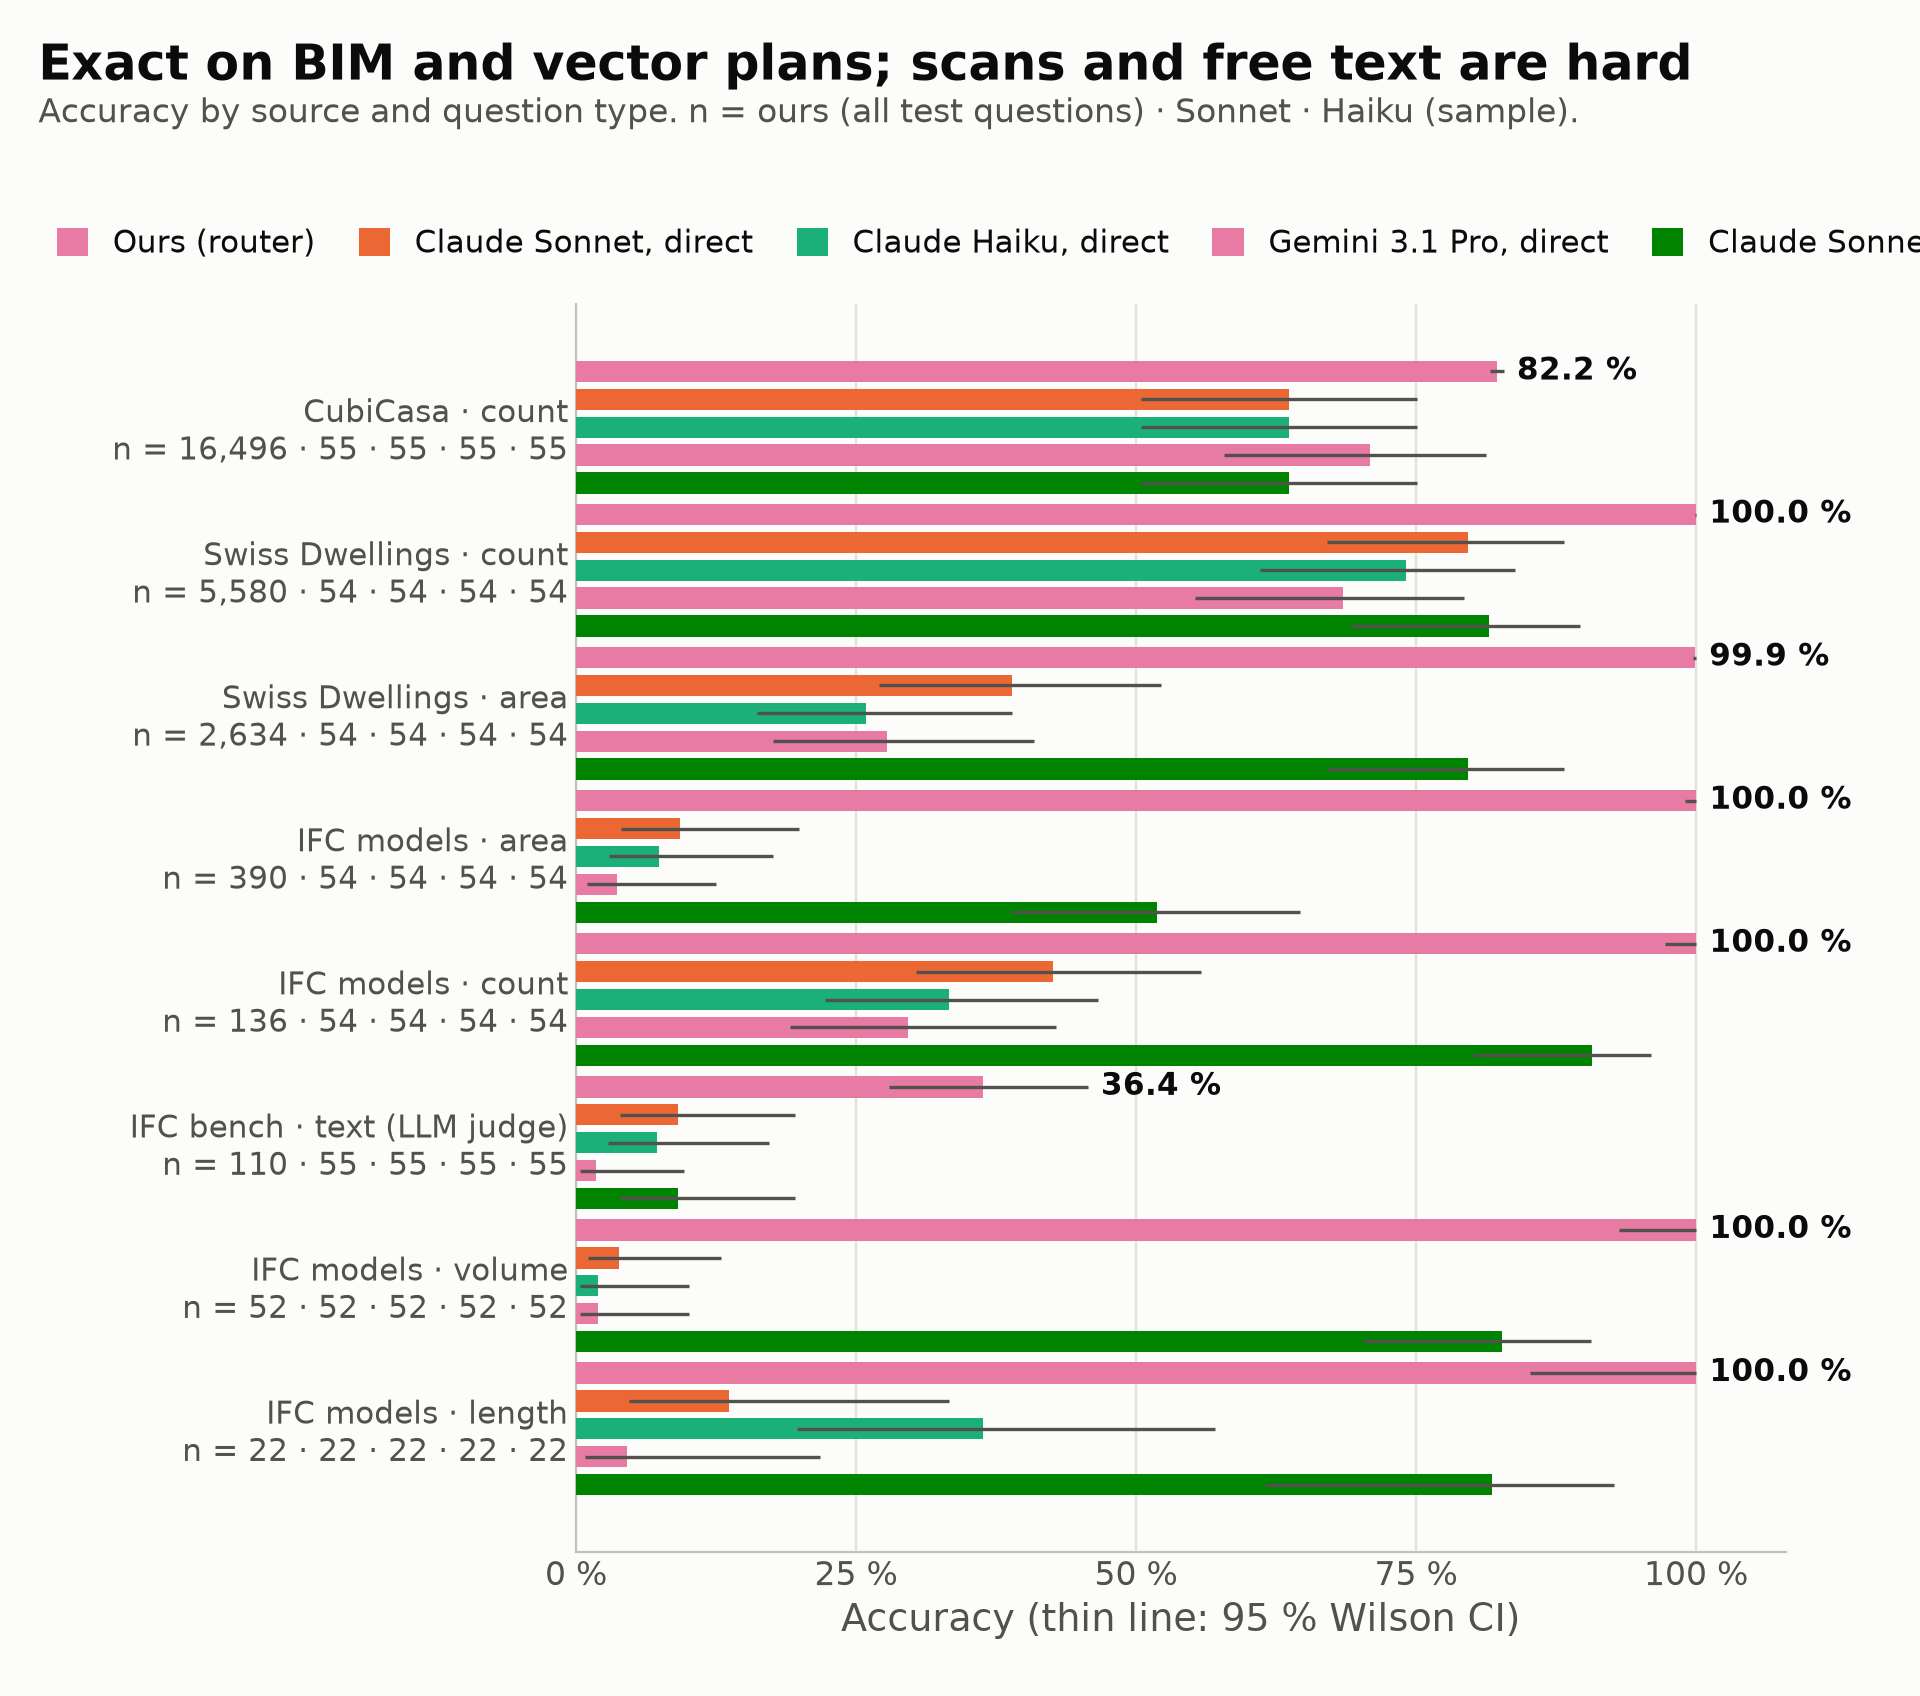 Exact on BIM and vector plans; scans and free text are hard
Accuracy by source and question type. n = ours (all test questions) · Sonnet · Haiku (sample).
Ours (router) Claude Sonnet, direct Claude Haiku, direct Gemini 3.1 Pro, direct Claude Sonne
82.2 %
CubiCasa · count
n = 16,496 · 55 · 55 · 55 · 55
100.0 %
Swiss Dwellings · count
n = 5,580 · 54 · 54 · 54 · 54
99.9 %
Swiss Dwellings · area
n = 2,634 · 54 · 54 · 54 · 54
100.0 %
IFC models · area
n = 390 · 54 · 54 · 54 · 54
100.0 %
IFC models · count
n = 136 · 54 · 54 · 54 · 54
36.4 %
IFC bench · text (LLM judge)
n = 110 · 55 · 55 · 55 · 55
100.0 %
IFC models · volume
n = 52 · 52 · 52 · 52 · 52
100.0 %
IFC models · length
n = 22 · 22 · 22 · 22 · 22
0 % 25 % 50 % 75 % 100 %
Accuracy (thin line: 95 % Wilson CI)